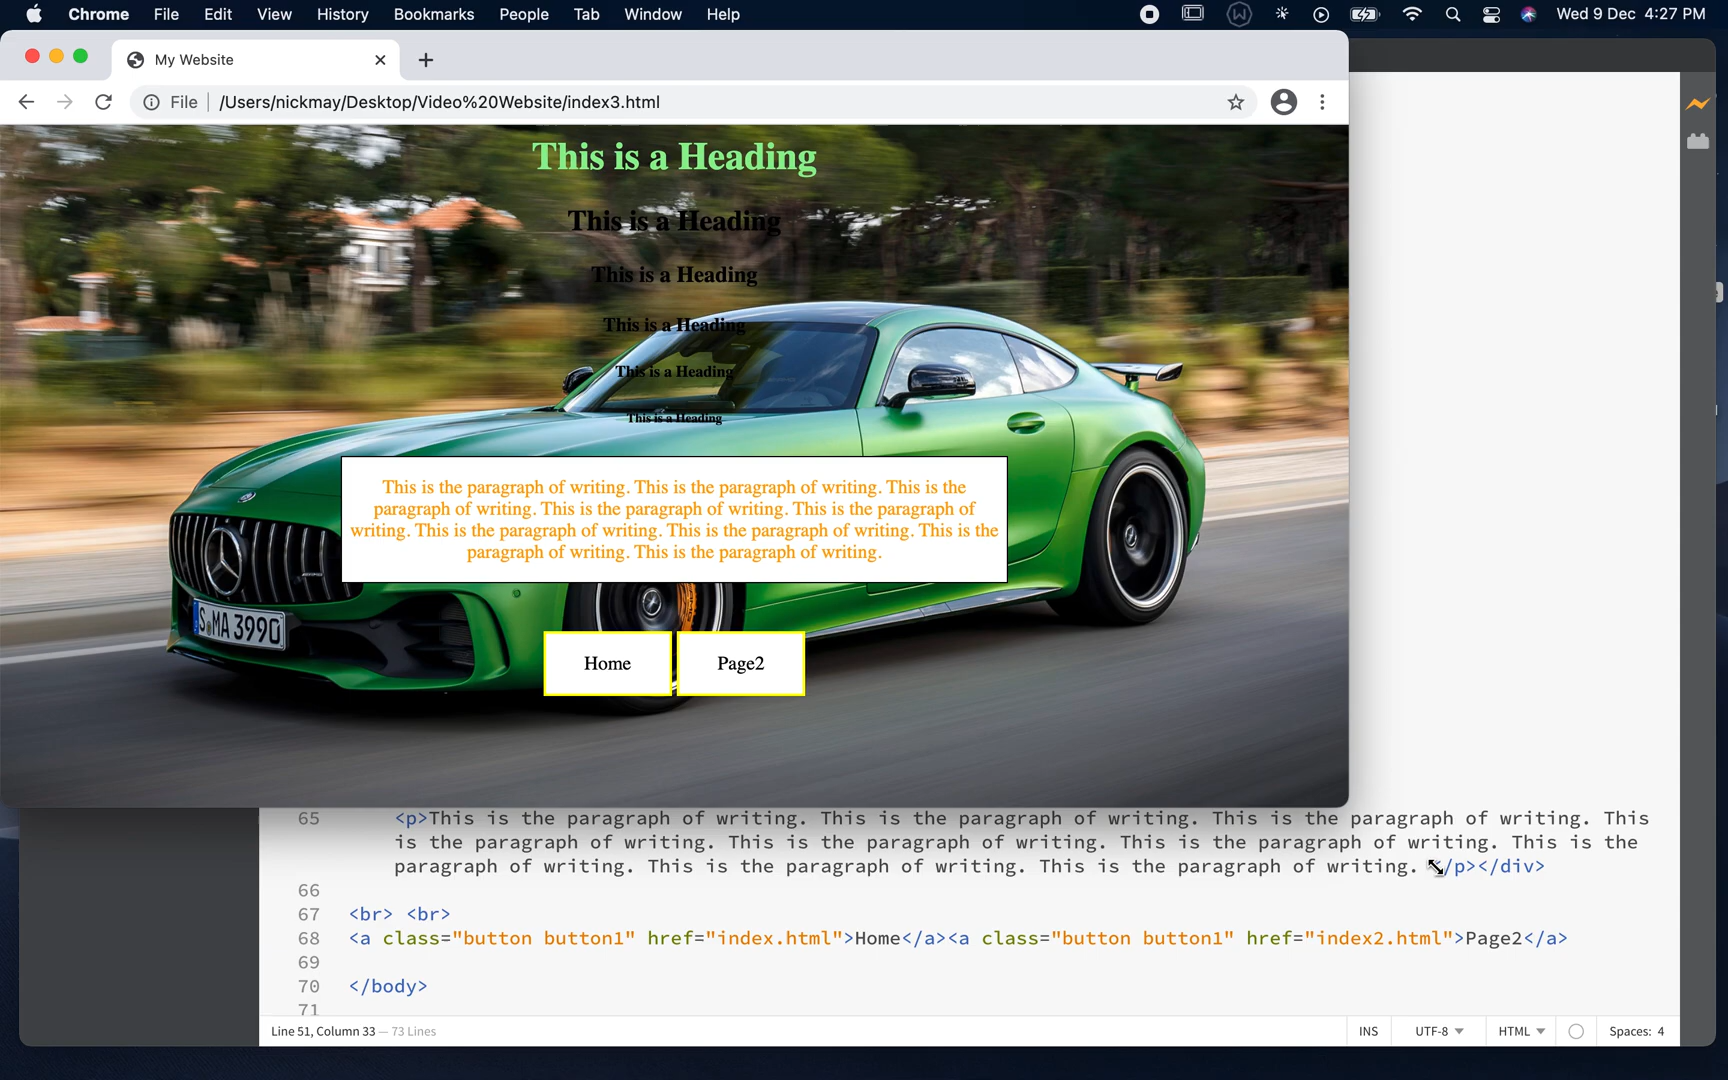 Chrome File Edit View History Bookmarks People Tab Window Help Wed 9 Dec 4:27 PM
My Website
File /Users/nickmay/Desktop/Video%20Website/index3.html
This is a Heading
This is a Heading
This is a Heading
This is a Heading
This is a Heading
This is a Heading
This is the paragraph of writing. This is the paragraph of writing. This is the
paragraph of writing. This is the paragraph of writing. This is the paragraph of
writing. This is the paragraph of writing. This is the paragraph of writing. This is the
paragraph of writing. This is the paragraph of writing.
S MA 3990
Home Page2
65 <p>This is the paragraph of writing. This is the paragraph of writing. This is the paragraph of writing. This
is the paragraph of writing. This is the paragraph of writing. This is the paragraph of writing. This is the
paragraph of writing. This is the paragraph of writing. This is the paragraph of writing. </p></div>
66
67 <br> <br>
68 <a class="button button1" href="index.html">Home</a><a class="button button1" href="index2.html">Page2</a>
69
70 </body>
71
Line 51, Column 33 — 73 Lines INS UTF-8 HTML Spaces: 4